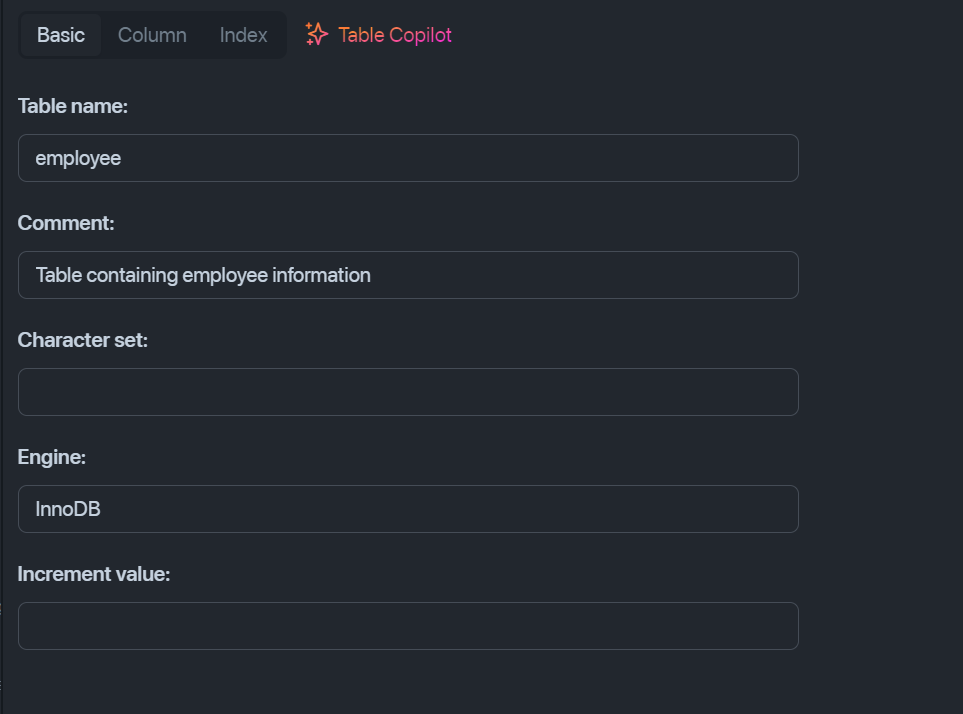 Basic Column Index Table Copilot
Table name:
employee
Comment:
Table containing employee information
Character set:
Engine:
InnoDB
Increment value: